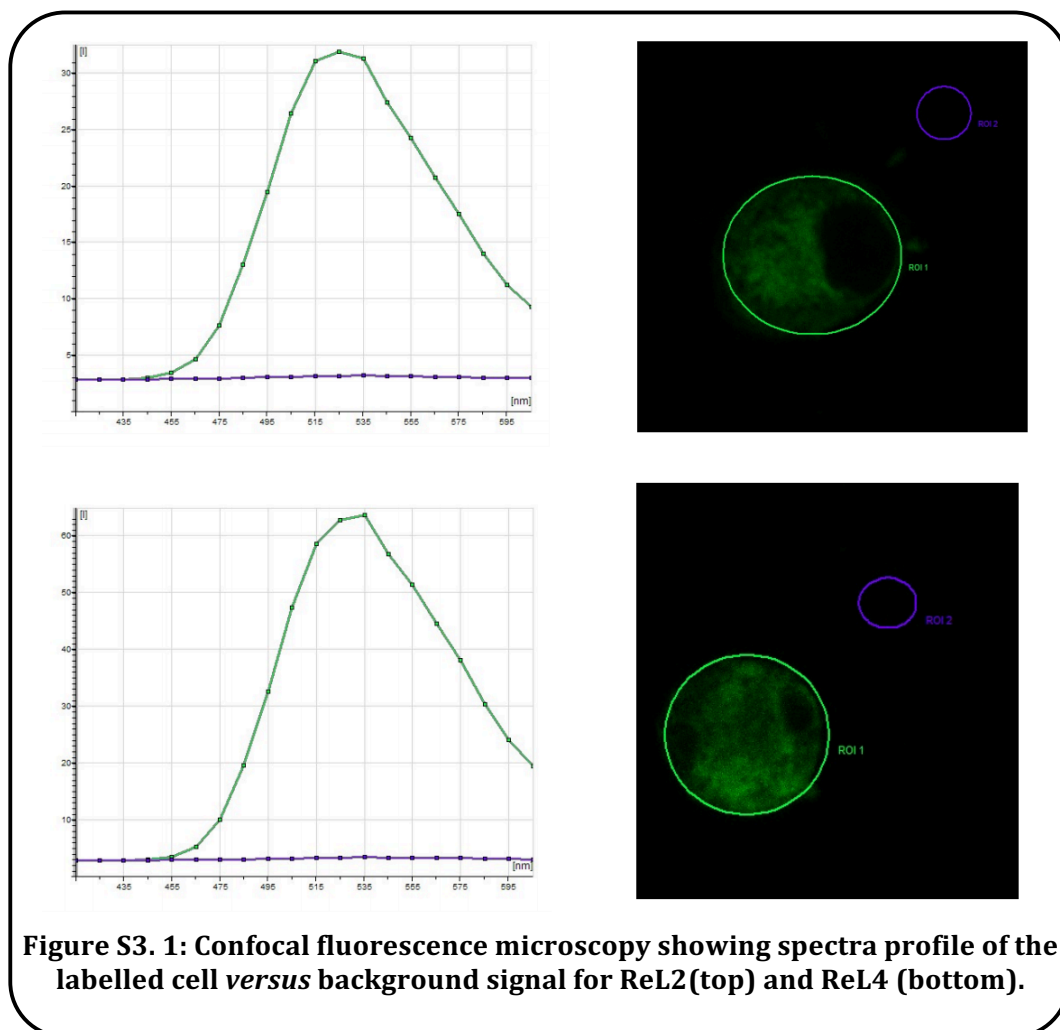 [I]
30
25
20
15
10
5
[nm]
435 455 475 495 515 535 555 575 595
ROI 2
ROI 1
[I]
60
50
40
30
20
10
[nm]
435 455 475 495 515 535 555 575 595
ROI 2
ROI 1
Figure S3. 1: Confocal fluorescence microscopy showing spectra profile of the
labelled cell versus background signal for ReL2(top) and ReL4 (bottom).